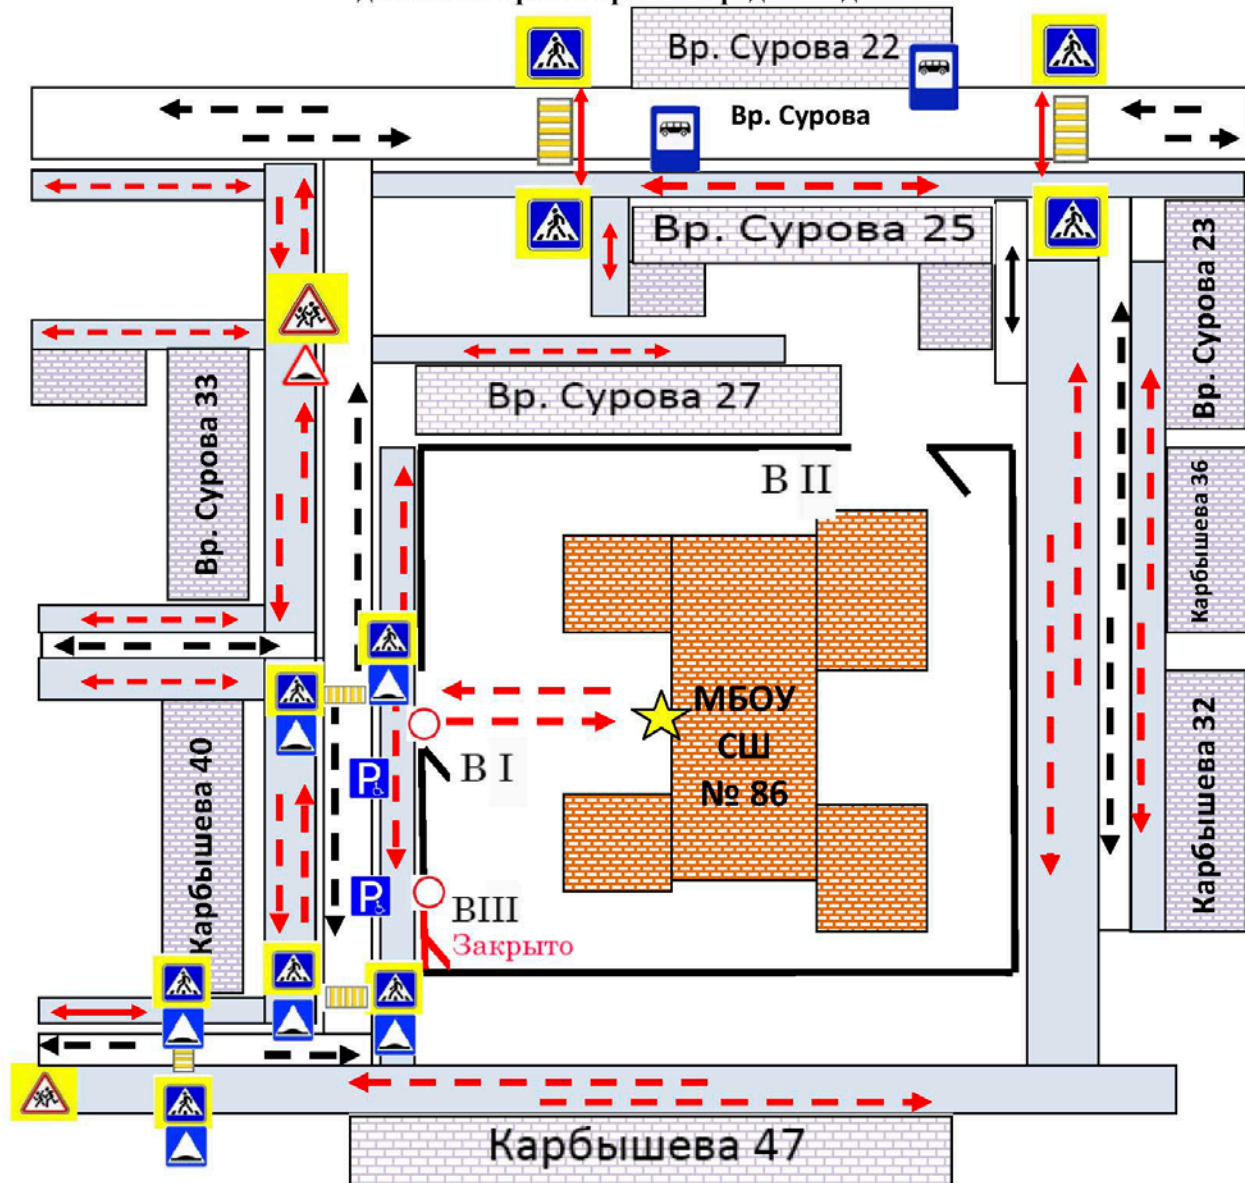 Вр. Сурова 22
Вр. Сурова
Вр. Сурова 25
Вр. Сурова 23
Вр. Сурова 27
Вр. Сурова 33
В II
Карбышева 36
МБОУ
СШ
№ 86
В I
P
Карбышева 40
Карбышева 32
P
ВIII
Закрыто
Карбышева 47